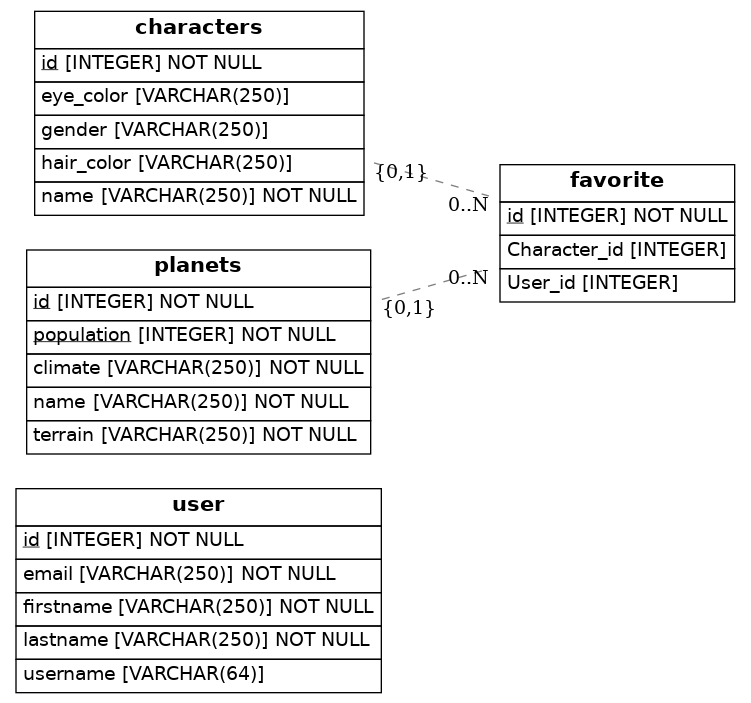 characters
id [INTEGER] NOT NULL
eye_color [VARCHAR(250)]
gender [VARCHAR(250)]
hair_color [VARCHAR(250)]
name [VARCHAR(250)] NOT NULL
{0,1}
0..N
favorite
id [INTEGER] NOT NULL
Character_id [INTEGER]
User_id [INTEGER]
planets
id [INTEGER] NOT NULL
population [INTEGER] NOT NULL
climate [VARCHAR(250)] NOT NULL
name [VARCHAR(250)] NOT NULL
terrain [VARCHAR(250)] NOT NULL
0..N
{0,1}
user
id [INTEGER] NOT NULL
email [VARCHAR(250)] NOT NULL
firstname [VARCHAR(250)] NOT NULL
lastname [VARCHAR(250)] NOT NULL
username [VARCHAR(64)]